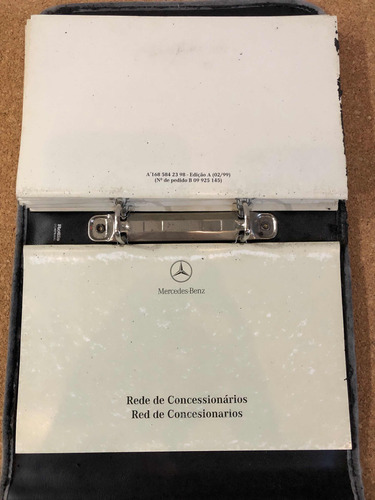 A 168 584 23 98 - Edição A (02/99)
(Nº de pedido B 09 925 145)
Mercedes-Benz
Rede de Concessionários
Red de Concesionarios